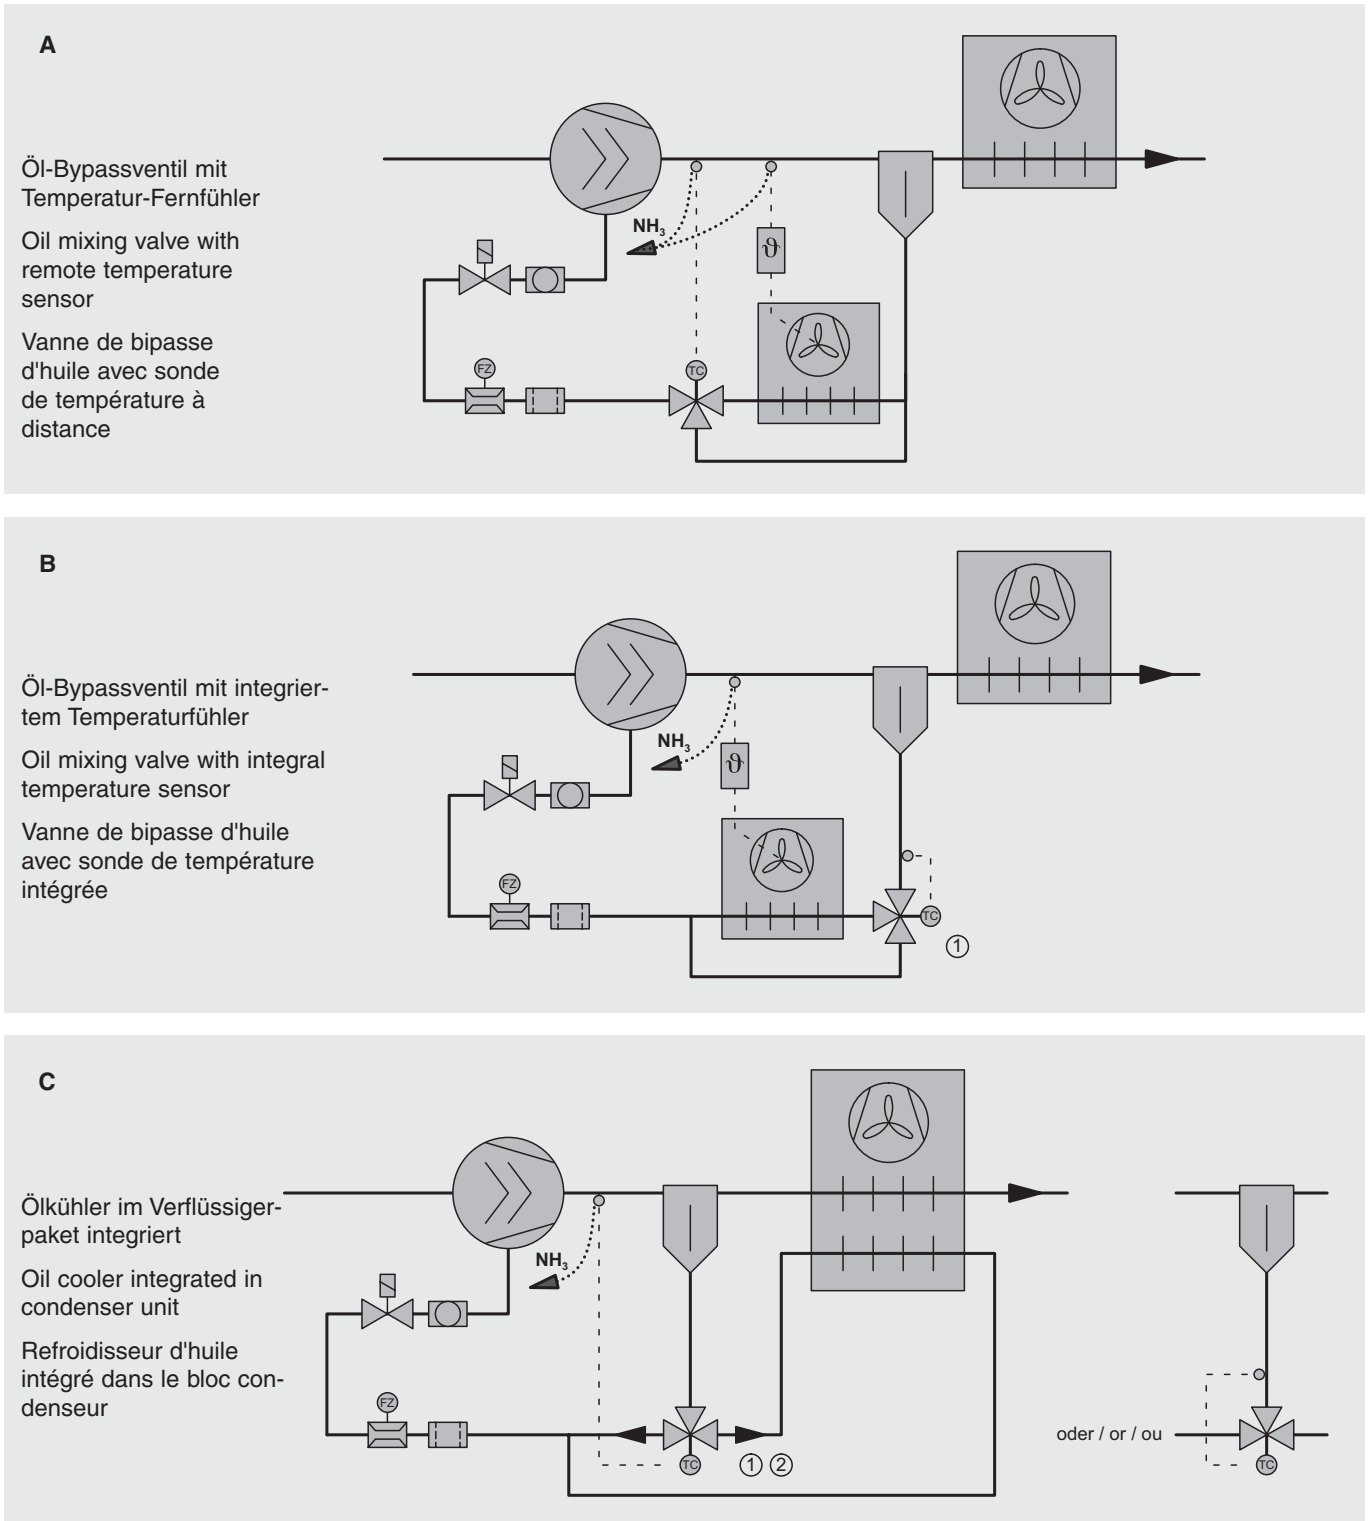 A
Öl-Bypassventil mit
Temperatur-Fernfühler
Oil mixing valve with
remote temperature
sensor
Vanne de bipasse
d'huile avec sonde
de température à
distance
NH3
ϑ
FZ
TC
B
Öl-Bypassventil mit integrier-
tem Temperaturfühler
Oil mixing valve with integral
temperature sensor
Vanne de bipasse d'huile
avec sonde de température
intégrée
NH3
ϑ
FZ
TC
1
C
Ölkühler im Verflüssiger-
paket integriert
Oil cooler integrated in
condenser unit
Refroidisseur d'huile
intégré dans le bloc con-
denseur
NH3
FZ
TC
1 2
oder / or / ou
TC